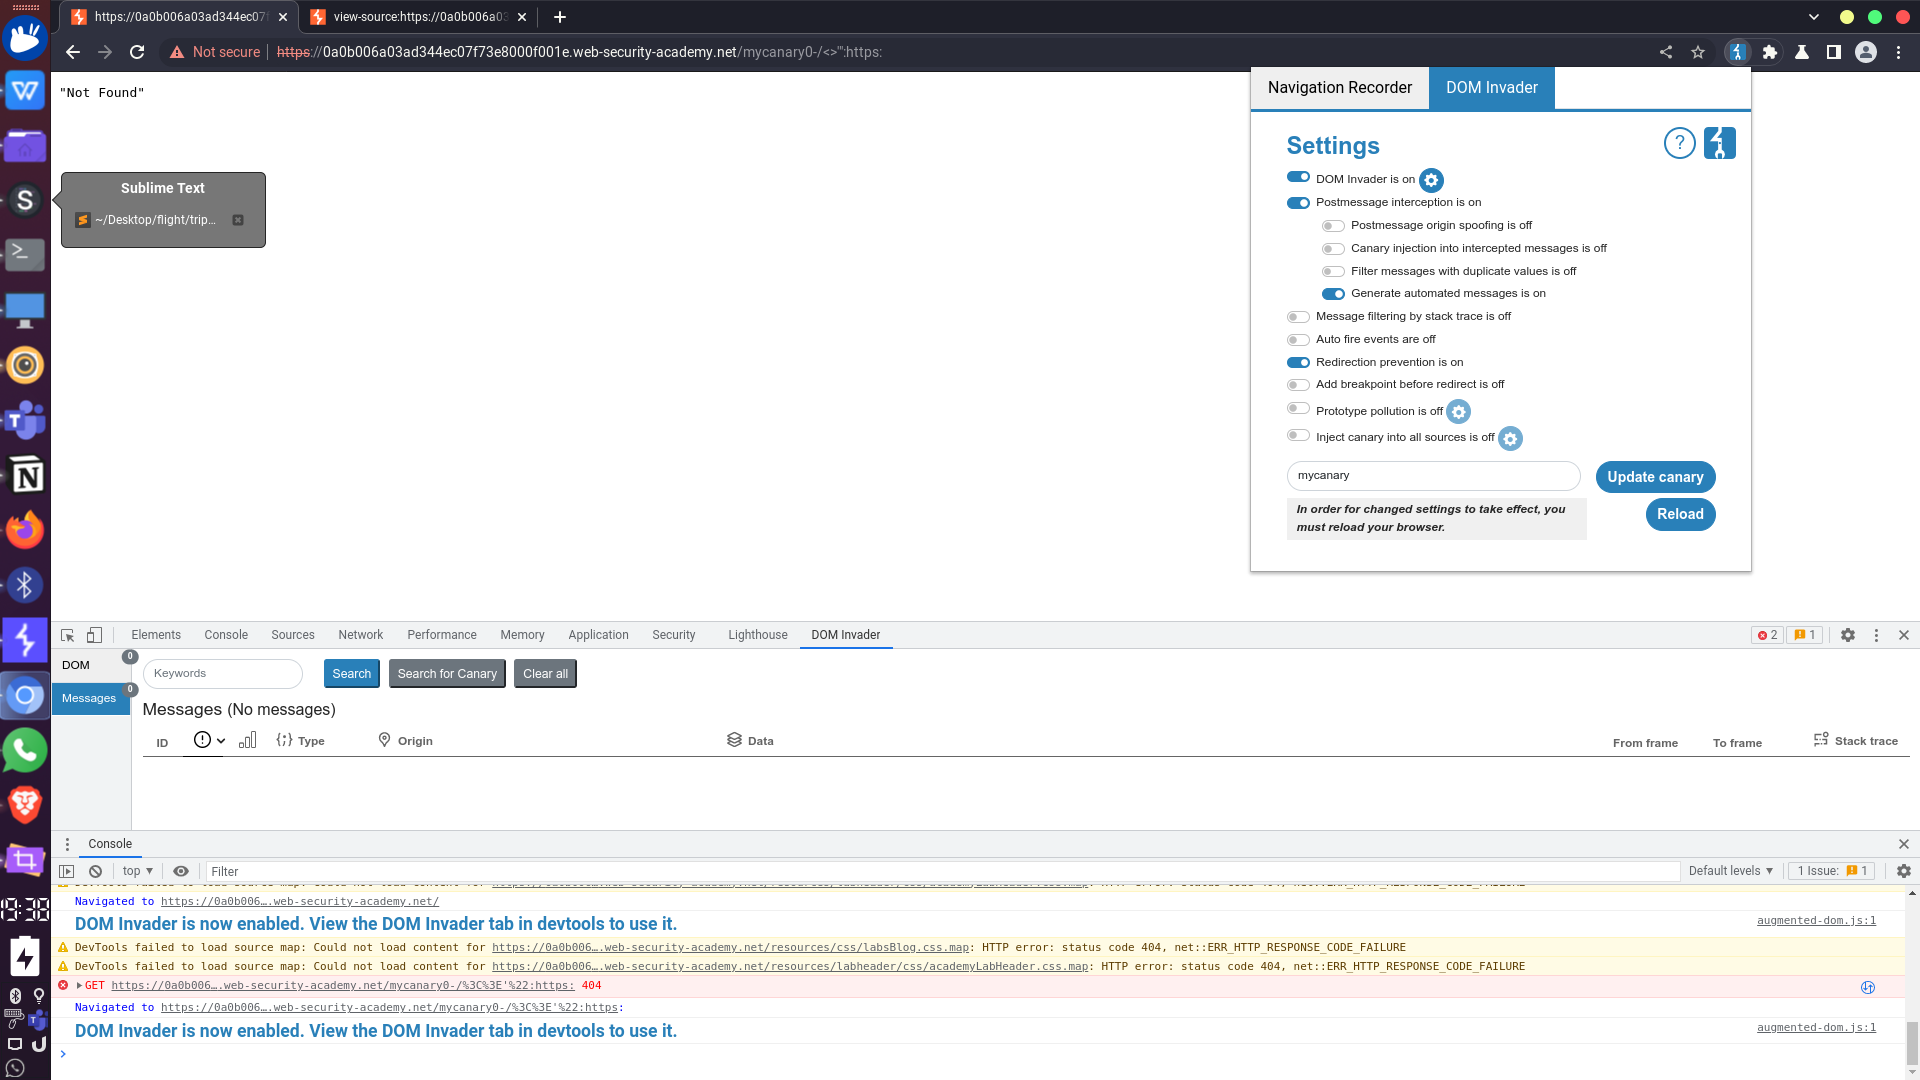 https://0a0b006a03ad344ec07f
view-source:https://0a0b006a03
Not secure
https://0a0b006a03ad344ec07f73e8000f001e.web-security-academy.net/mycanary0-/<>'":https:
"Not Found"
Sublime Text
~/Desktop/flight/trip...
Navigation Recorder
DOM Invader
Settings
?
DOM Invader is on
Postmessage interception is on
Postmessage origin spoofing is off
Canary injection into intercepted messages is off
Filter messages with duplicate values is off
Generate automated messages is on
Message filtering by stack trace is off
Auto fire events are off
Redirection prevention is on
Add breakpoint before redirect is off
Prototype pollution is off
Inject canary into all sources is off
mycanary
Update canary
In order for changed settings to take effect, you
must reload your browser.
Reload
Elements Console Sources Network Performance Memory Application Security Lighthouse DOM Invader
2
1
DOM 0
Messages 0
Keywords
Search
Search for Canary
Clear all
Messages (No messages)
ID Type Origin Data From frame To frame Stack trace
Console
top
Filter
Default levels
1 Issue: 1
Navigated to https://0a0b006….web-security-academy.net/
DOM Invader is now enabled. View the DOM Invader tab in devtools to use it.
augmented-dom.js:1
DevTools failed to load source map: Could not load content for https://0a0b006….web-security-academy.net/resources/css/labsBlog.css.map: HTTP error: status code 404, net::ERR_HTTP_RESPONSE_CODE_FAILURE
DevTools failed to load source map: Could not load content for https://0a0b006….web-security-academy.net/resources/labheader/css/academyLabHeader.css.map: HTTP error: status code 404, net::ERR_HTTP_RESPONSE_CODE_FAILURE
GET https://0a0b006….web-security-academy.net/mycanary0-/%3C%3E'%22:https: 404
Navigated to https://0a0b006….web-security-academy.net/mycanary0-/%3C%3E'%22:https:
DOM Invader is now enabled. View the DOM Invader tab in devtools to use it.
augmented-dom.js:1